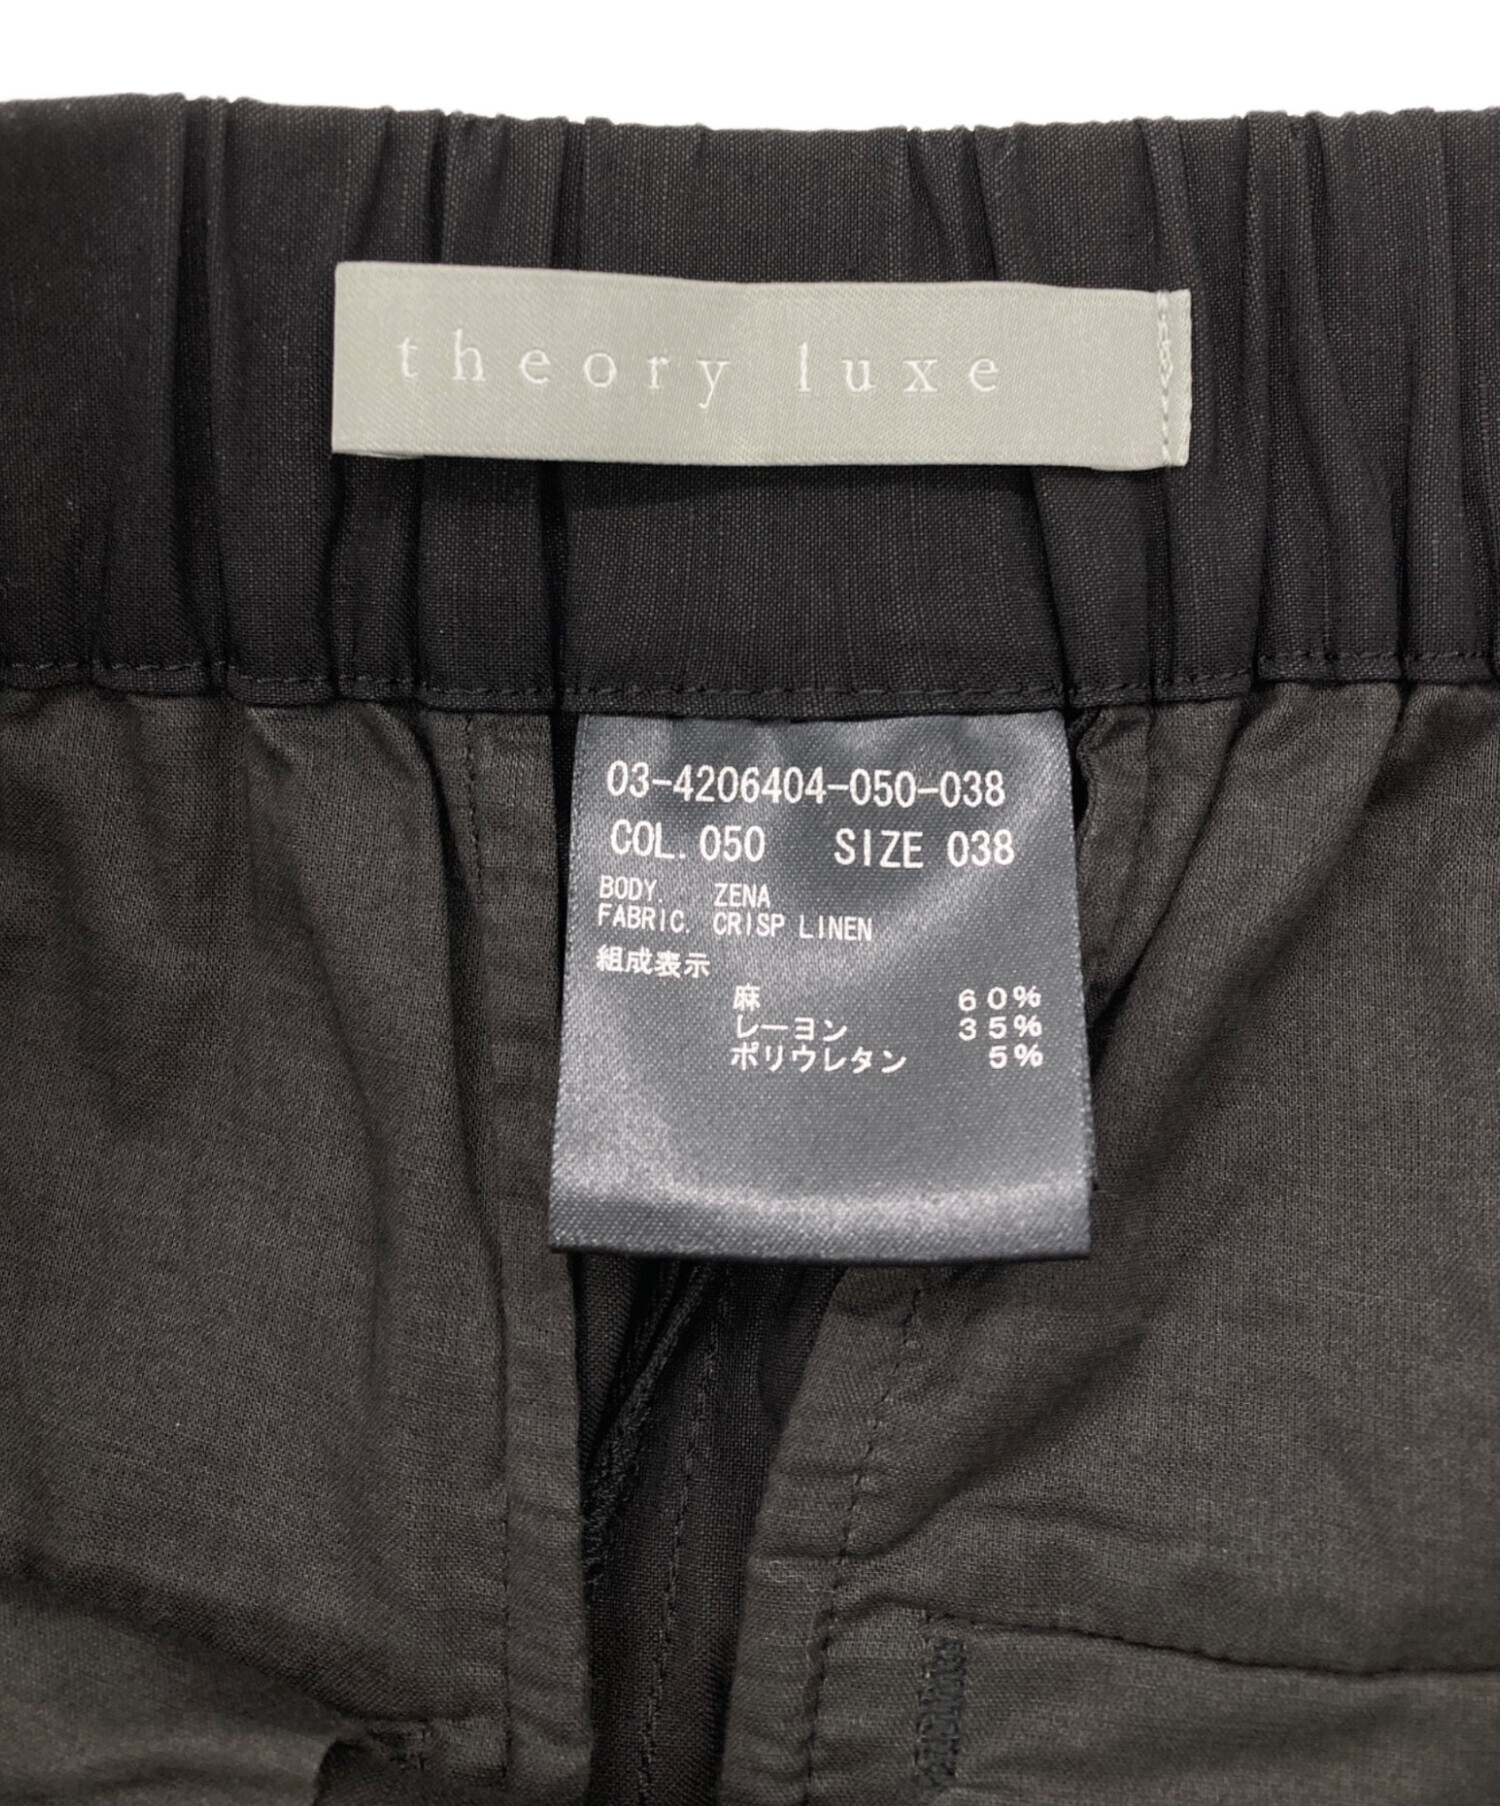 theory luxe
03-4206404-050-038
COL. 050 SIZE 038
BODY. ZENA
FABRIC. CRISP LINEN
組成表示
麻 60%
レーヨン 35%
ポリウレタン 5%